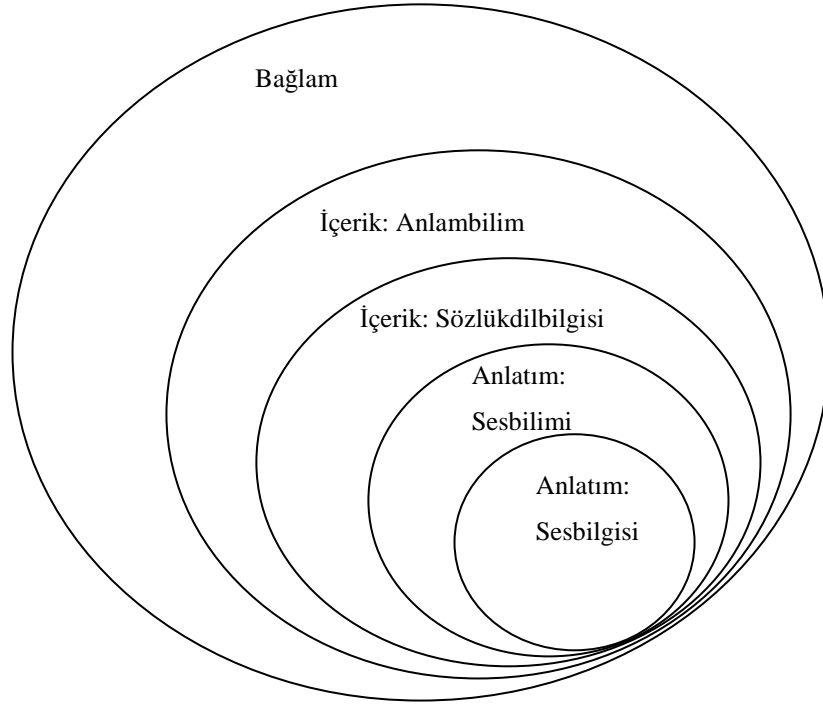 Bağlam
İçerik: Anlambilim
İçerik: Sözlükdilbilgisi
Anlatım:
Sesbilimi
Anlatım:
Sesbilgisi